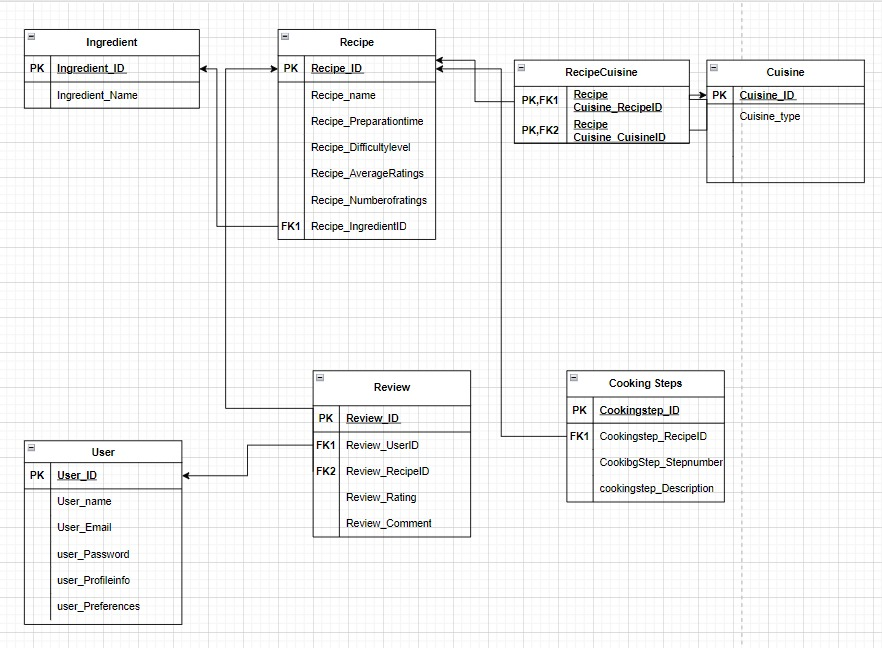 Ingredient
PK Ingredient_ID
Ingredient_Name
Recipe
PK Recipe_ID
Recipe_name
Recipe_Preparationtime
Recipe_Difficultylevel
Recipe_AverageRatings
Recipe_Numberofratings
FK1 Recipe_IngredientID
RecipeCuisine
PK,FK1 Recipe
Cuisine_RecipeID
PK,FK2 Recipe
Cuisine_CuisineID
Cuisine
PK Cuisine_ID
Cuisine_type
Review
PK Review_ID
FK1 Review_UserID
FK2 Review_RecipeID
Review_Rating
Review_Comment
Cooking Steps
PK Cookingstep_ID
FK1 Cookingstep_RecipeID
CookibgStep_Stepnumber
cookingstep_Description
User
PK User_ID
User_name
User_Email
user_Password
user_Profileinfo
user_Preferences